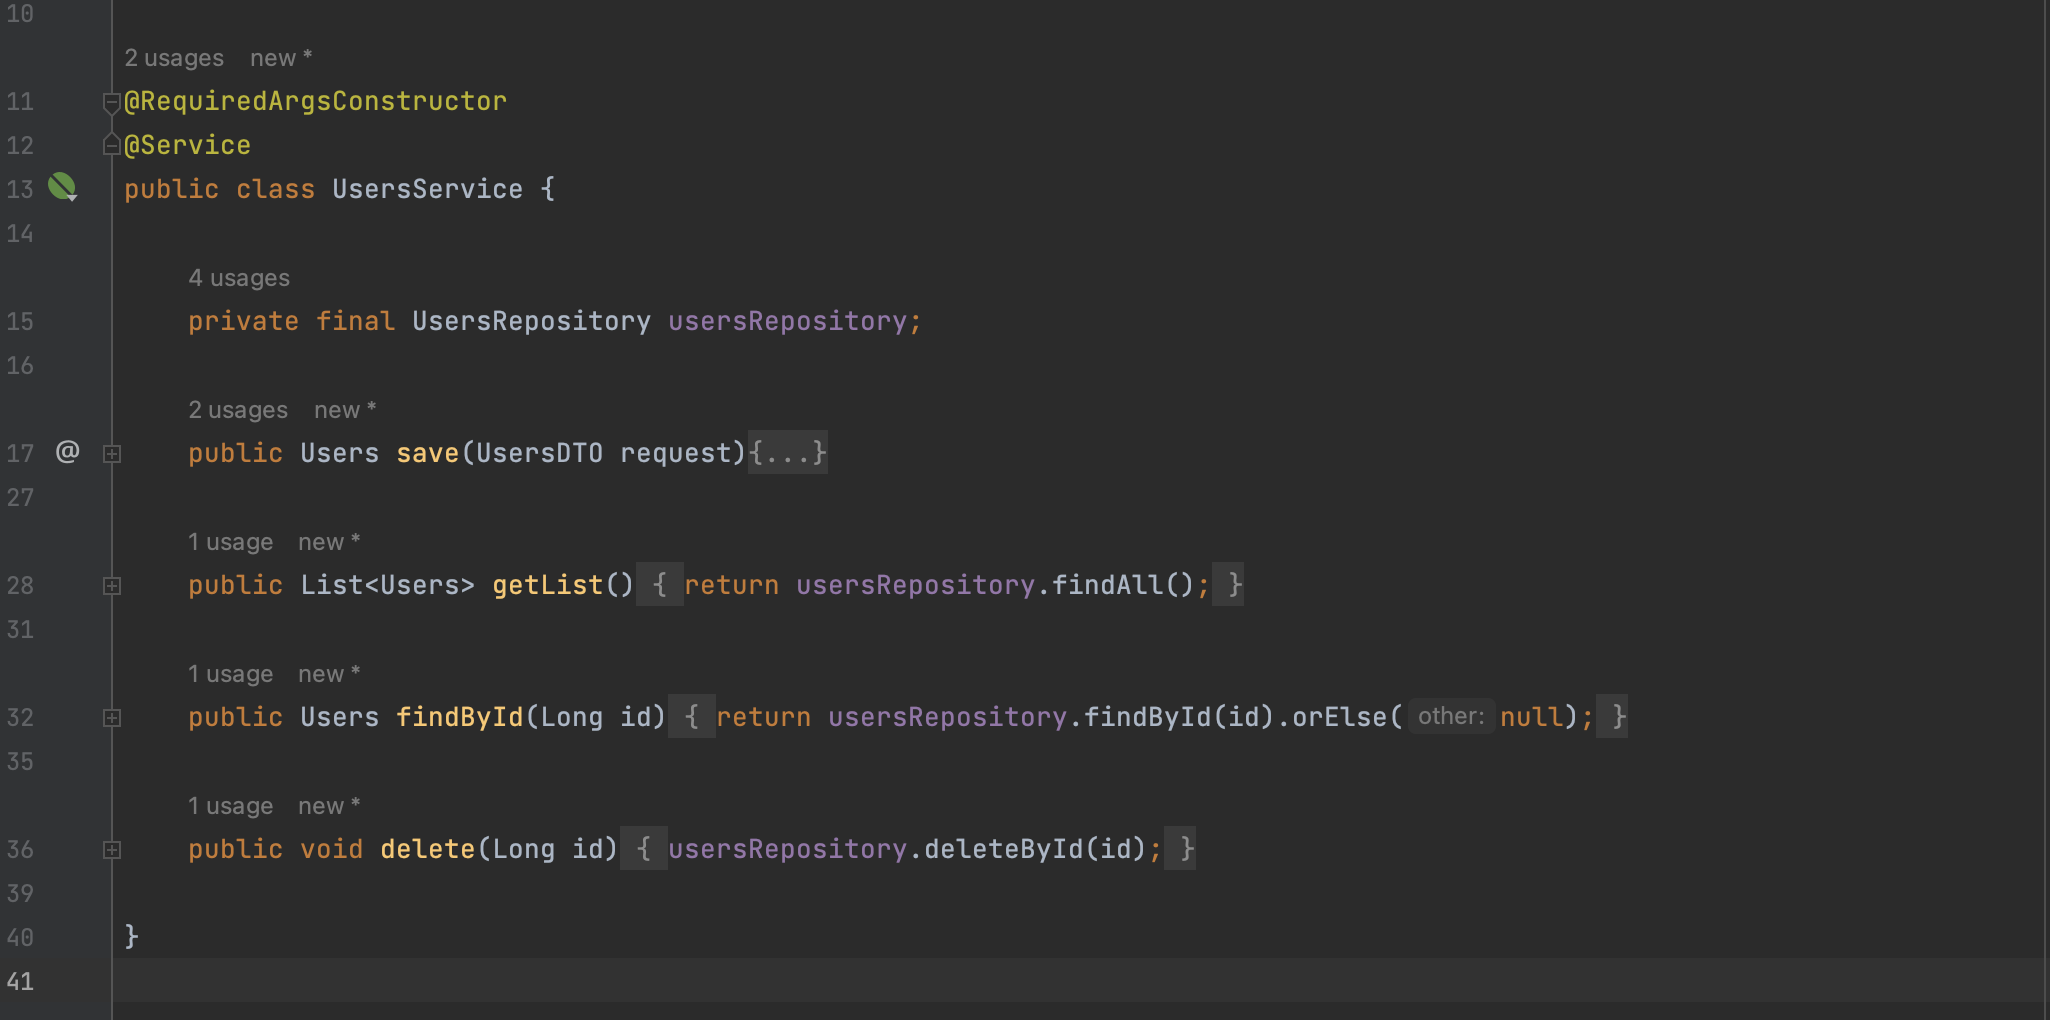 10
2 usages new *
11 @RequiredArgsConstructor
12 @Service
13 public class UsersService {
14
4 usages
15 private final UsersRepository usersRepository;
16
2 usages new *
17 @ public Users save(UsersDTO request){...}
27
1 usage new *
28 public List<Users> getList() { return usersRepository.findAll(); }
31
1 usage new *
32 public Users findById(Long id) { return usersRepository.findById(id).orElse( other: null); }
35
1 usage new *
36 public void delete(Long id) { usersRepository.deleteById(id); }
39
40 }
41